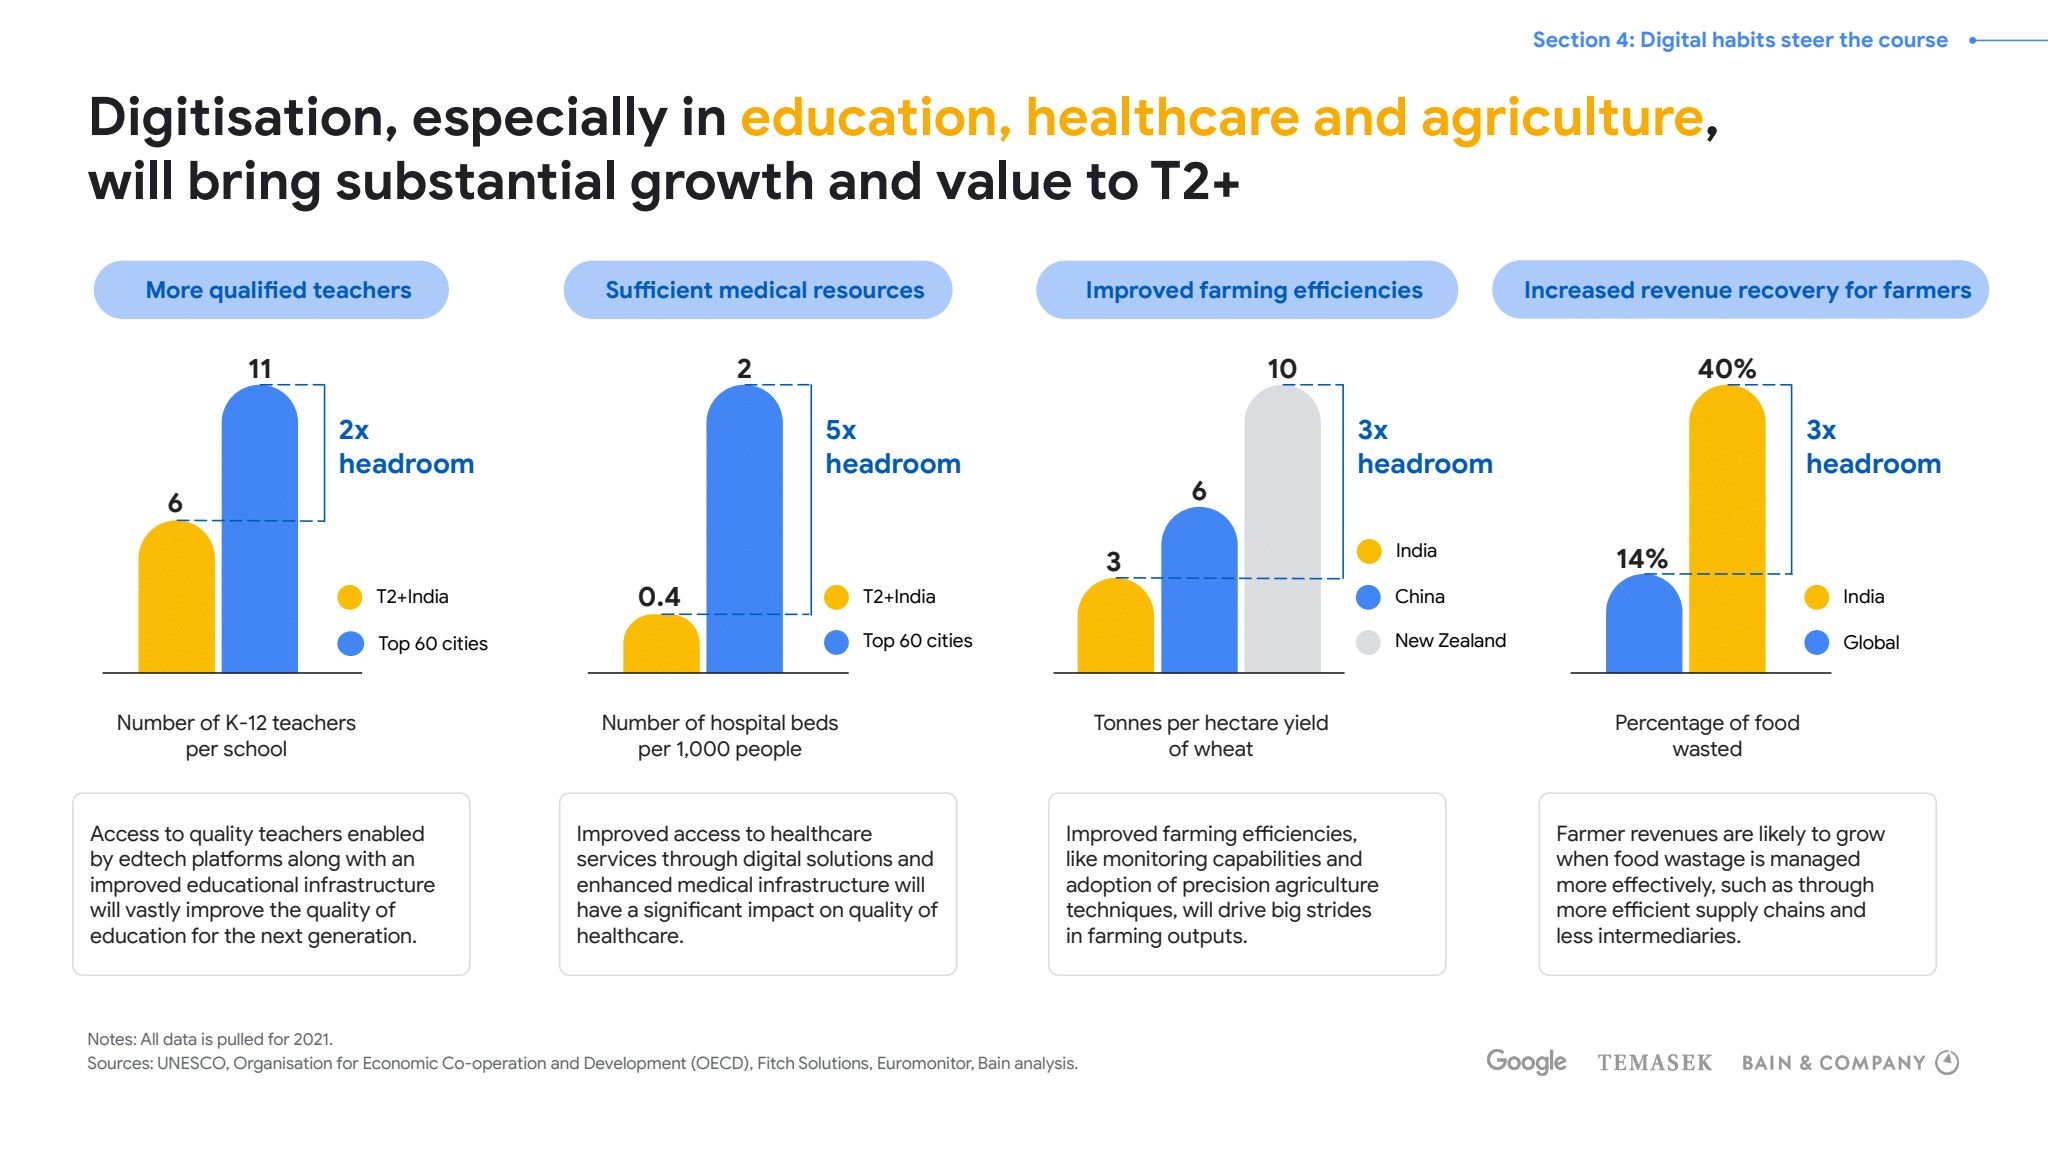 Section 4: Digital habits steer the course
Digitisation, especially in education, healthcare and agriculture,
will bring substantial growth and value to T2+
More qualified teachers
11
6
2x
headroom
T2+India
Top 60 cities
Number of K-12 teachers
per school
Access to quality teachers enabled
by edtech platforms along with an
improved educational infrastructure
will vastly improve the quality of
education for the next generation.
Sufficient medical resources
2
0.4
5x
headroom
T2+India
Top 60 cities
Number of hospital beds
per 1,000 people
Improved access to healthcare
services through digital solutions and
enhanced medical infrastructure will
have a significant impact on quality of
healthcare.
Improved farming efficiencies
10
6
3
3x
headroom
India
China
New Zealand
Tonnes per hectare yield
of wheat
Improved farming efficiencies,
like monitoring capabilities and
adoption of precision agriculture
techniques, will drive big strides
in farming outputs.
Increased revenue recovery for farmers
40%
14%
3x
headroom
India
Global
Percentage of food
wasted
Farmer revenues are likely to grow
when food wastage is managed
more effectively, such as through
more efficient supply chains and
less intermediaries.
Notes: All data is pulled for 2021.
Sources: UNESCO, Organisation for Economic Co-operation and Development (OECD), Fitch Solutions, Euromonitor, Bain analysis.
Google TEMASEK BAIN & COMPANY